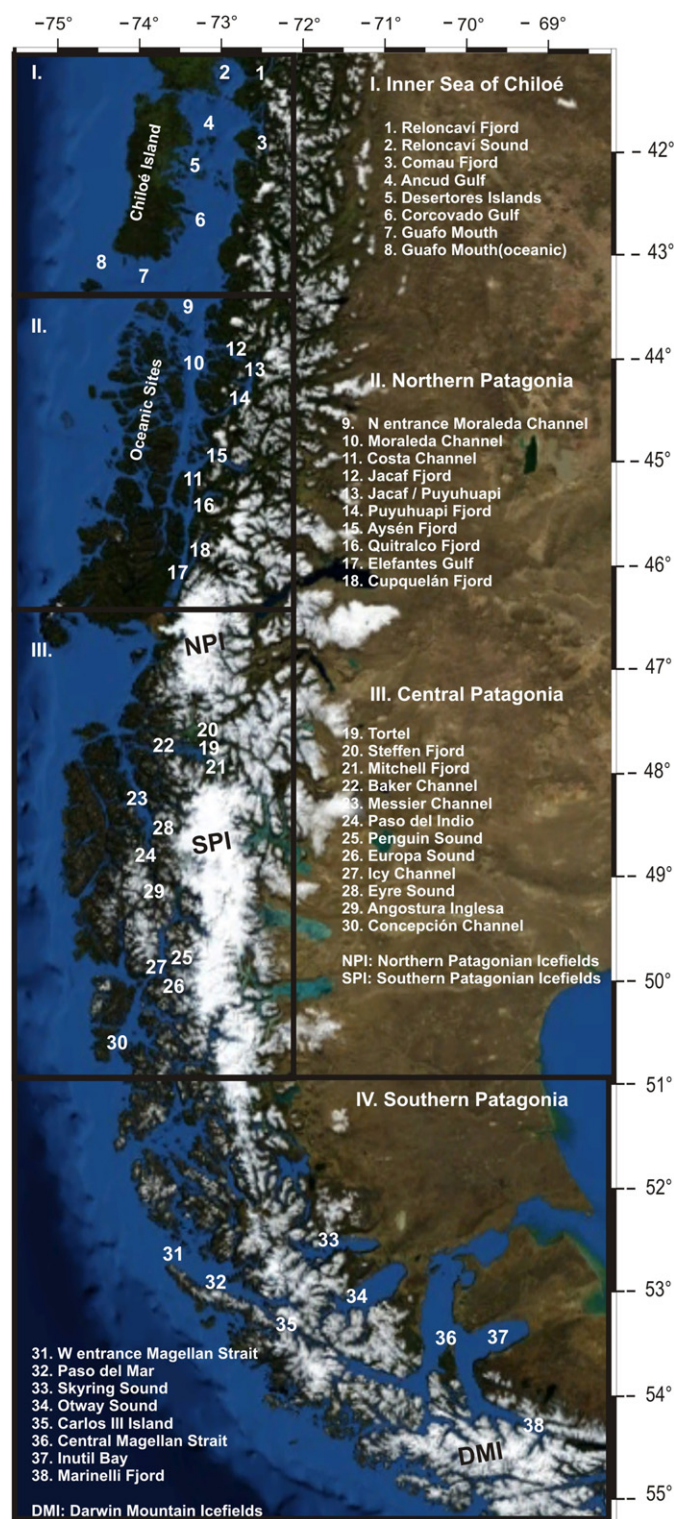 −75° −74° −73° −72° −71° −70° −69°
I.
2 1
I. Inner Sea of Chiloé
4
3
Chiloé Island
5
6
8 7
1. Reloncaví Fjord
2. Reloncaví Sound
3. Comau Fjord
4. Ancud Gulf
5. Desertores Islands
6. Corcovado Gulf
7. Guafo Mouth
8. Guafo Mouth(oceanic)
− 42°
− 43°
II.
9
12
10
13
14
Oceanic Sites
15
11
16
18
17
II. Northern Patagonia
9. N entrance Moraleda Channel
10. Moraleda Channel
11. Costa Channel
12. Jacaf Fjord
13. Jacaf / Puyuhuapi
14. Puyuhuapi Fjord
15. Aysén Fjord
16. Quitralco Fjord
17. Elefantes Gulf
18. Cupquelán Fjord
− 44°
− 45°
− 46°
III.
NPI
20
22 19
21
23
28
SPI
24
29
25
27
26
30
III. Central Patagonia
19. Tortel
20. Steffen Fjord
21. Mitchell Fjord
22. Baker Channel
23. Messier Channel
24. Paso del Indio
25. Penguin Sound
26. Europa Sound
27. Icy Channel
28. Eyre Sound
29. Angostura Inglesa
30. Concepción Channel
NPI: Northern Patagonian Icefields
SPI: Southern Patagonian Icefields
− 47°
− 48°
− 49°
− 50°
− 51°
IV. Southern Patagonia
33
31
32
34
35
36 37
38
DMI
31. W entrance Magellan Strait
32. Paso del Mar
33. Skyring Sound
34. Otway Sound
35. Carlos III Island
36. Central Magellan Strait
37. Inutil Bay
38. Marinelli Fjord
DMI: Darwin Mountain Icefields
− 52°
− 53°
− 54°
− 55°